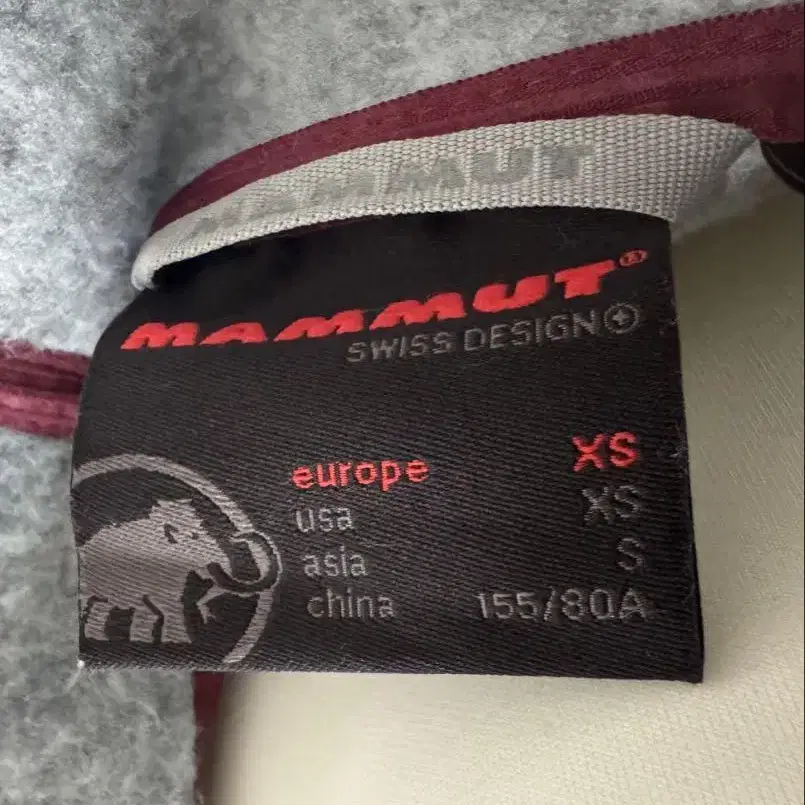 MAMMUT
MAMMUT®
SWISS DESIGN
europe XS
usa XS
asia S
china 155/80A